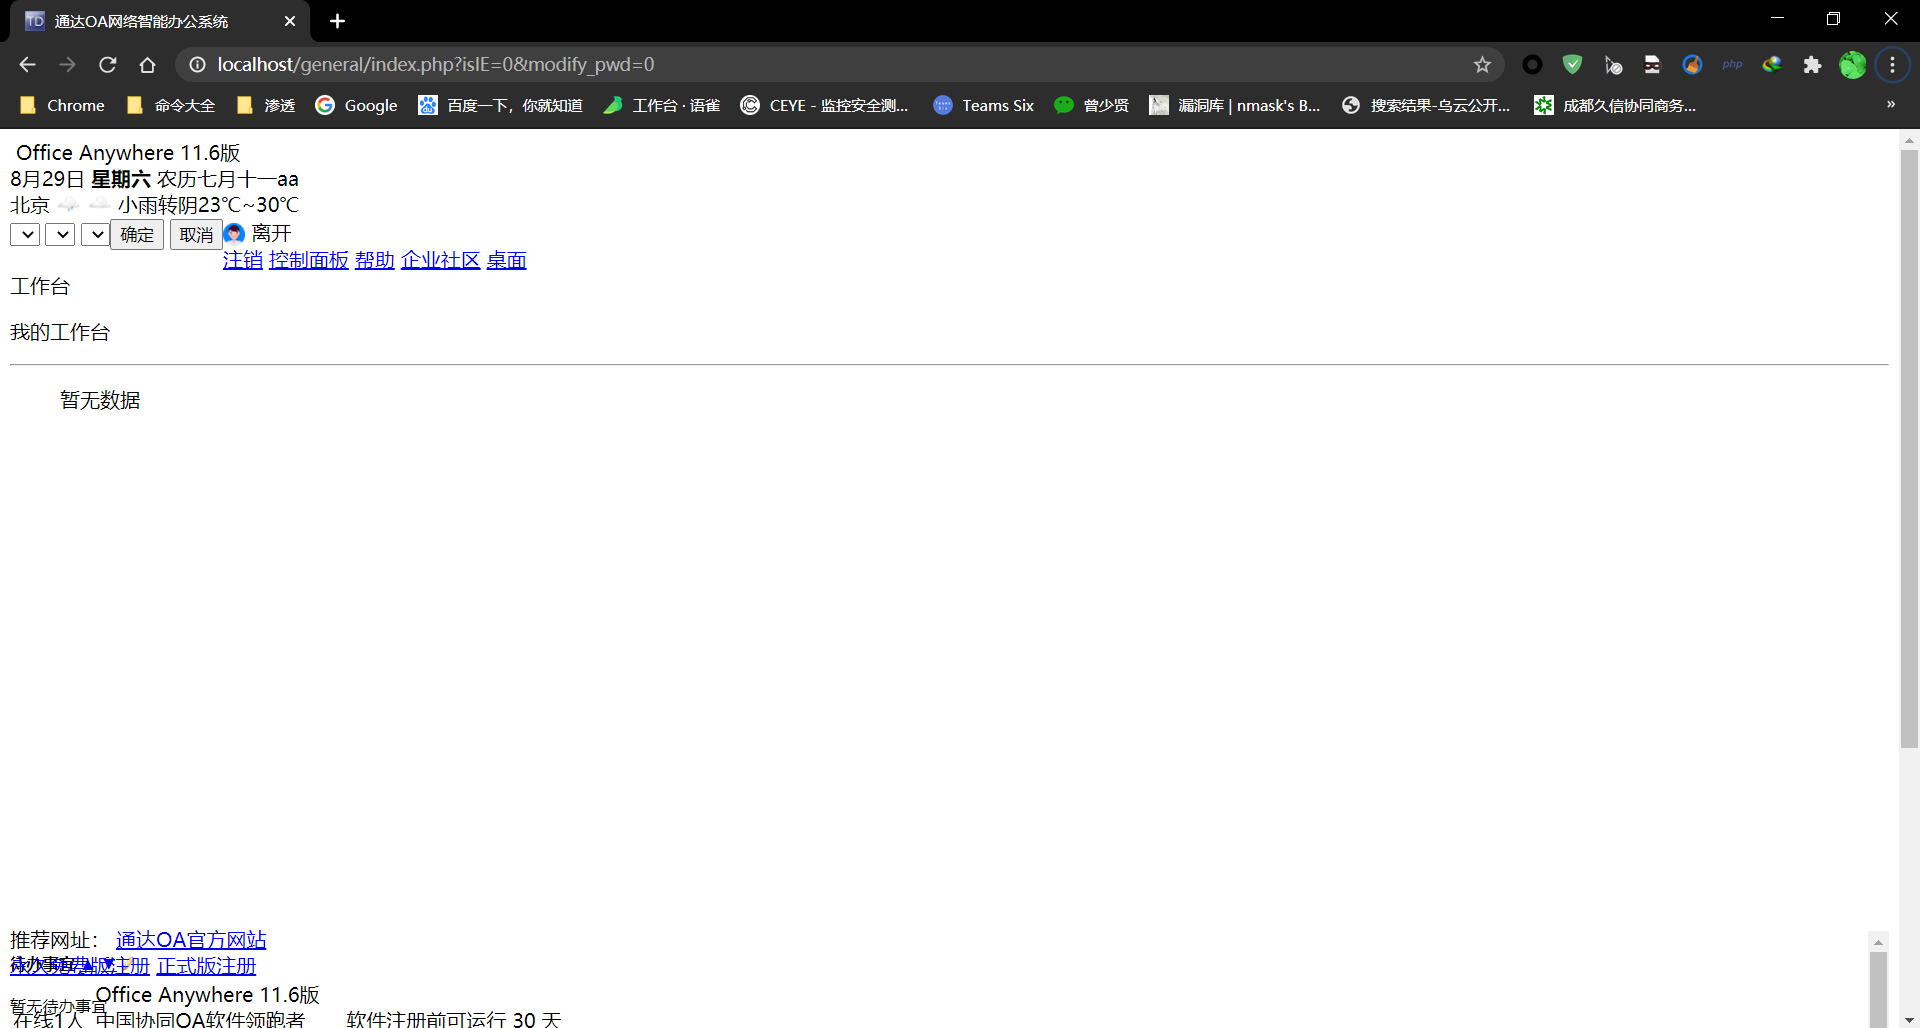 通达OA网络智能办公系统
localhost/general/index.php?isIE=0&modify_pwd=0
php
Chrome 命令大全 渗透 Google 百度一下，你就知道 工作台 · 语雀 CEYE - 监控安全测... Teams Six 曾少贤 漏洞库 | nmask's B... 搜索结果-乌云公开... 成都久信协同商务... »
Office Anywhere 11.6版
8月29日 星期六 农历七月十一aa
北京 小雨转阴23℃~30℃
确定 取消 离开
注销 控制面板 帮助 企业社区 桌面
工作台
我的工作台
暂无数据
推荐网址： 通达OA官方网站
待办事宜 ▲ ▼
版注册 正式版注册
Office Anywhere 11.6版
暂无待办事宜
在线1人 中国协同OA软件领跑者 软件注册前可运行 30 天